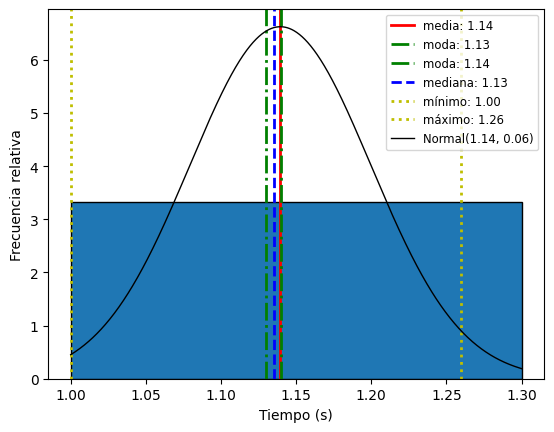 media: 1.14
moda: 1.13
moda: 1.14
mediana: 1.13
mínimo: 1.00
máximo: 1.26
Normal(1.14, 0.06)
Frecuencia relativa
6
5
4
3
2
1
0
1.00 1.05 1.10 1.15 1.20 1.25 1.30
Tiempo (s)